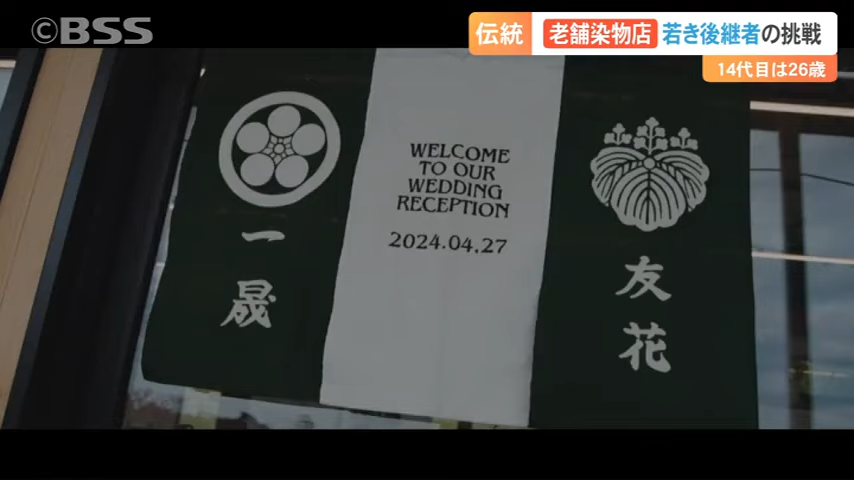 ©BSS
伝統
老舗染物店 若き後継者の挑戦
14代目は26歳
一晟
WELCOME
TO OUR
WEDDING
RECEPTION
2024.04.27
友花